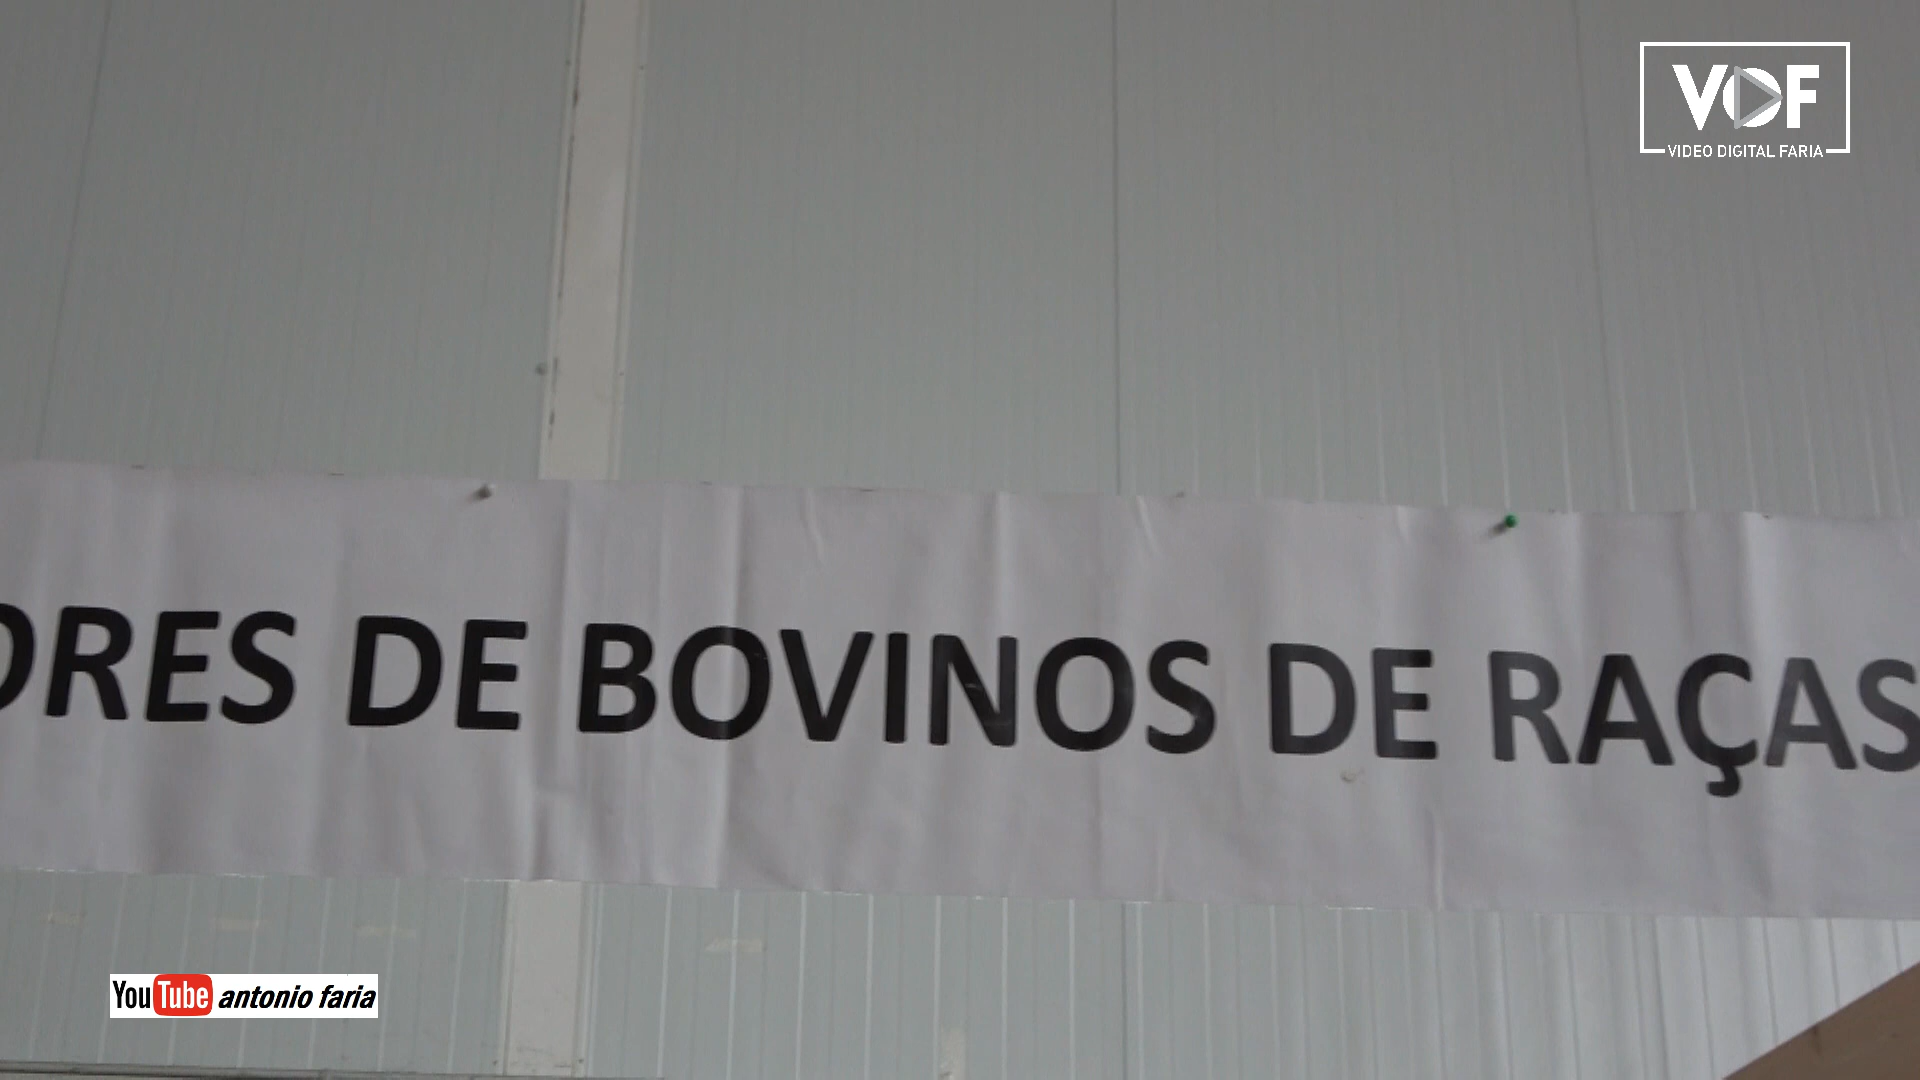 VDF
VIDEO DIGITAL FARIA
ORES DE BOVINOS DE RAÇAS
YouTube antonio faria